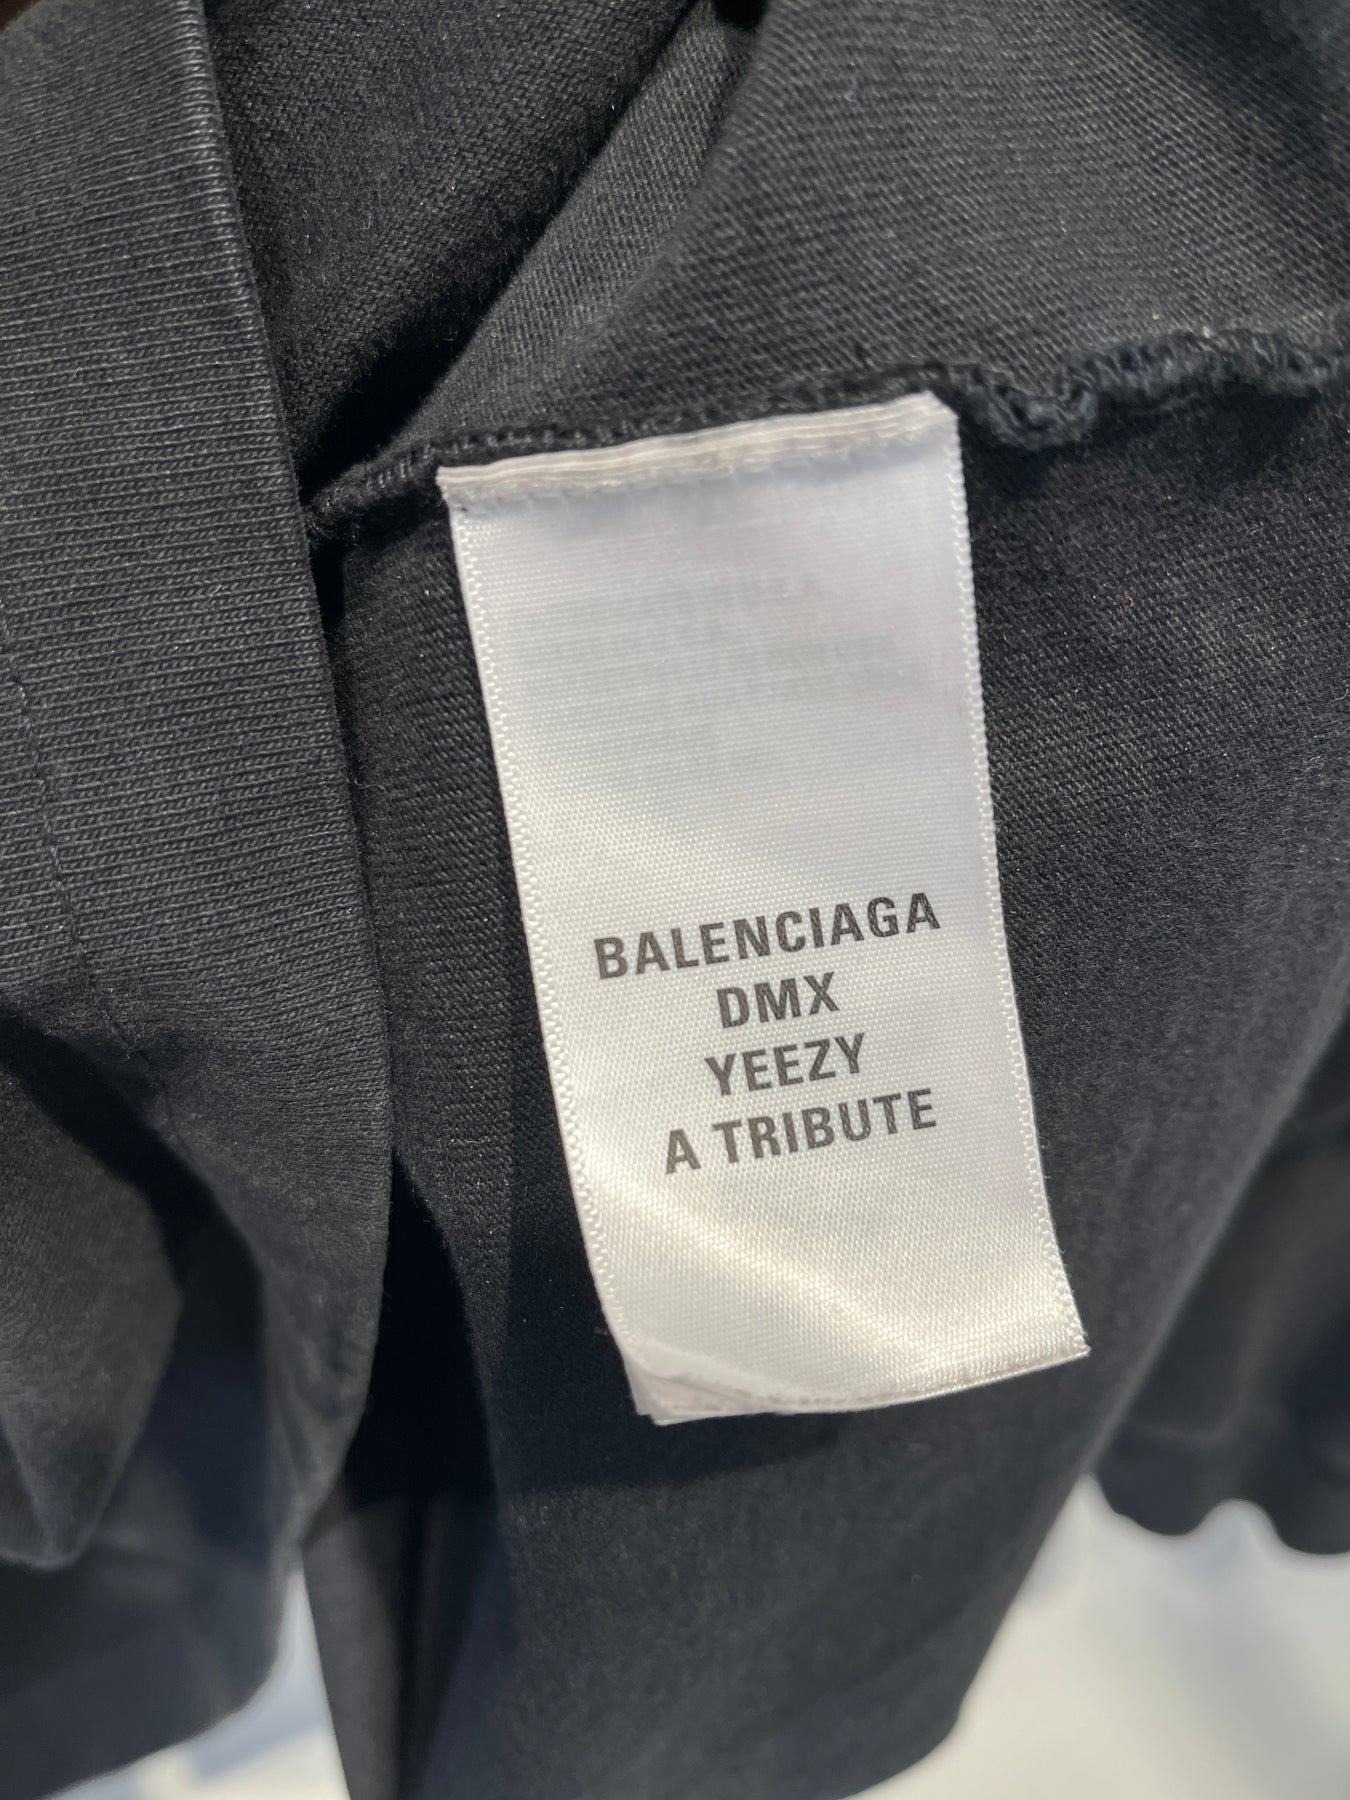 BALENCIAGA
DMX
YEEZY
A TRIBUTE